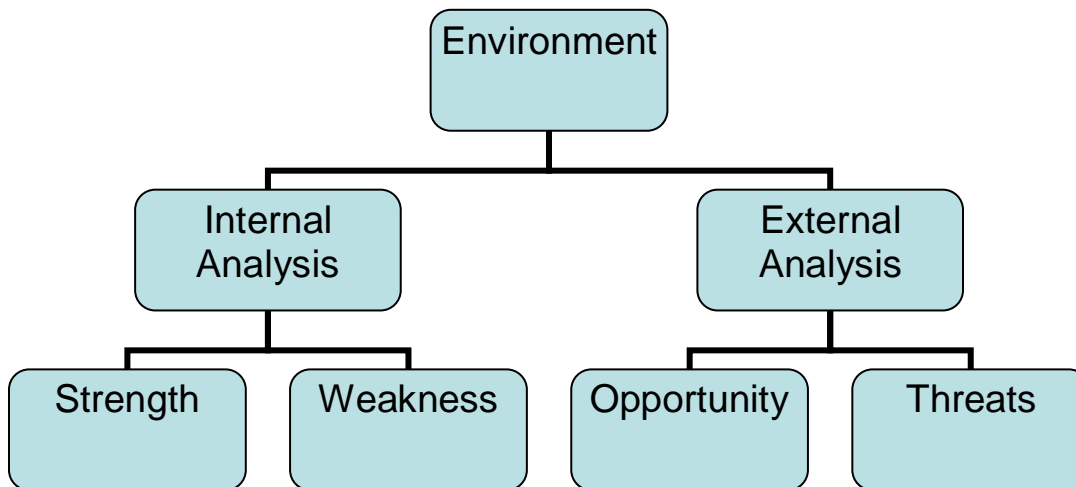 Environment
Internal
Analysis
External
Analysis
Strength
Weakness
Opportunity
Threats